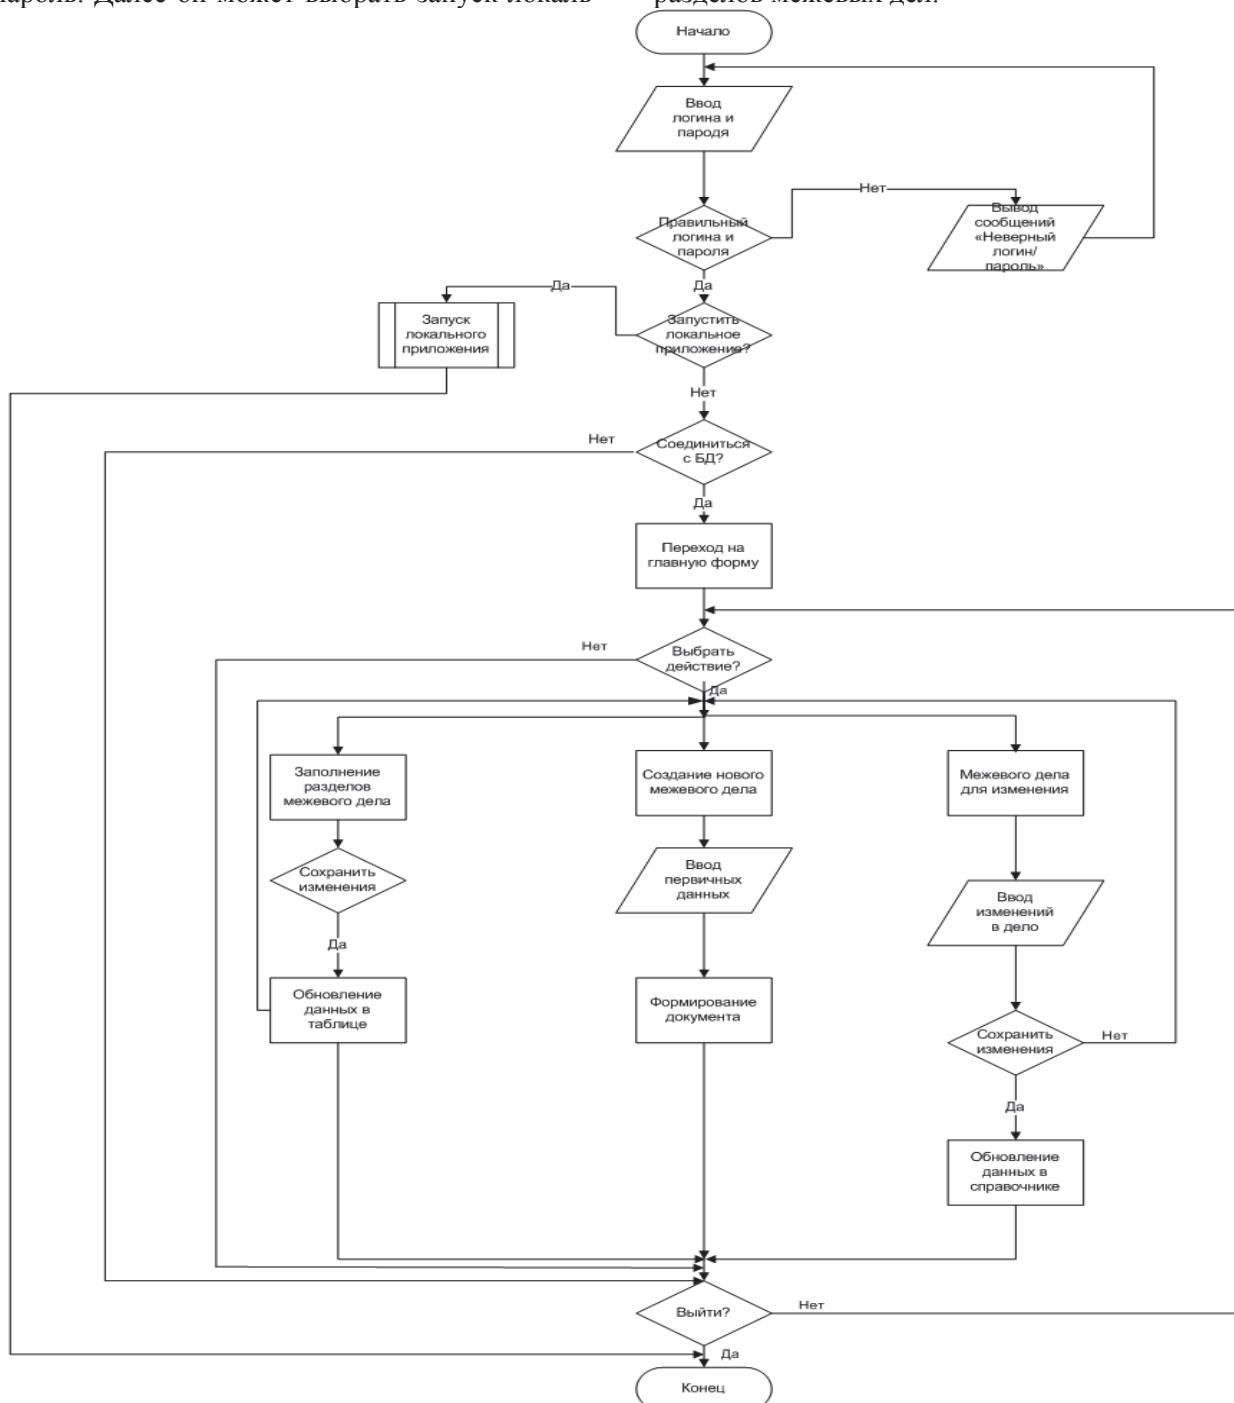 пароль. Далее он может выбрать запуск локаль-
разделов межевых дел.
Начало
Ввод
логина и
пародя
Нет
Правильный
логина и
пароля
Вывод
сообщений
«Неверный
логин/
пароль»
Да
Да
Запуск
локального
приложения
Запустить
локальное
приложение?
Нет
Нет
Соединиться
с БД?
Да
Переход на
главную форму
Нет
Выбрать
действие?
Да
Заполнение
разделов
межевого дела
Создание нового
межевого дела
Межевого дела
для изменения
Сохранить
изменения
Ввод
первичных
данных
Ввод
изменений
в дело
Да
Обновление
данных в
таблице
Формирование
документа
Сохранить
изменения
Нет
Да
Обновление
данных в
справочнике
Выйти?
Нет
Да
Конец